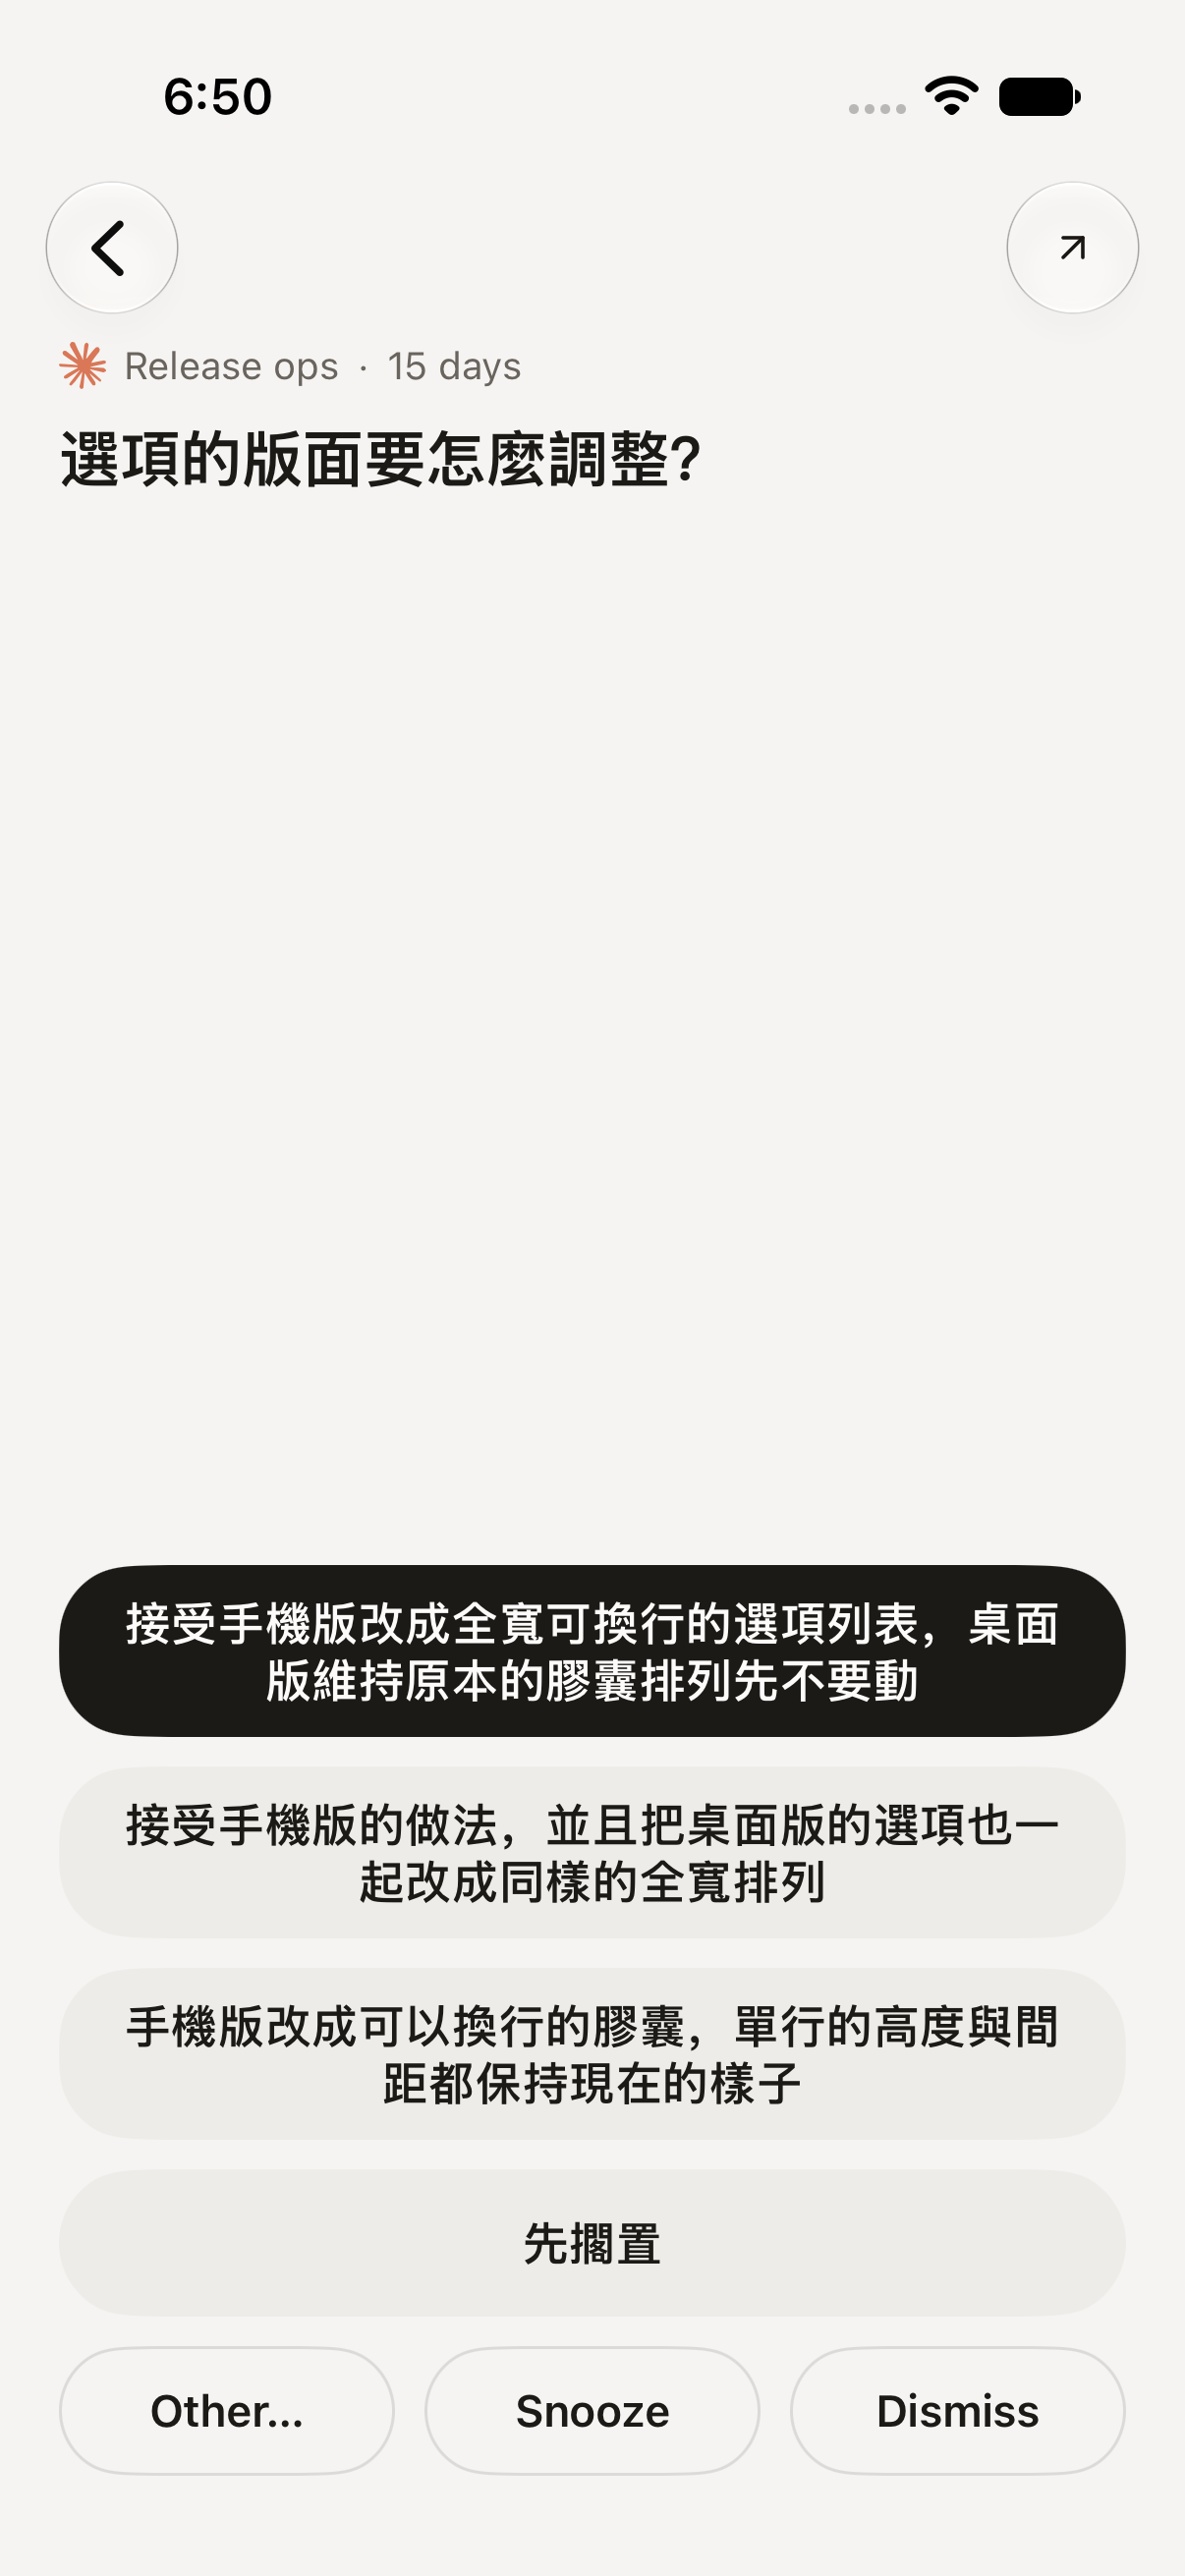 6:50
Release ops · 15 days
選項的版面要怎麼調整?
接受手機版改成全寬可換行的選項列表，桌面
版維持原本的膠囊排列先不要動
接受手機版的做法，並且把桌面版的選項也一
起改成同樣的全寬排列
手機版改成可以換行的膠囊，單行的高度與間
距都保持現在的樣子
先擱置
Other...
Snooze
Dismiss